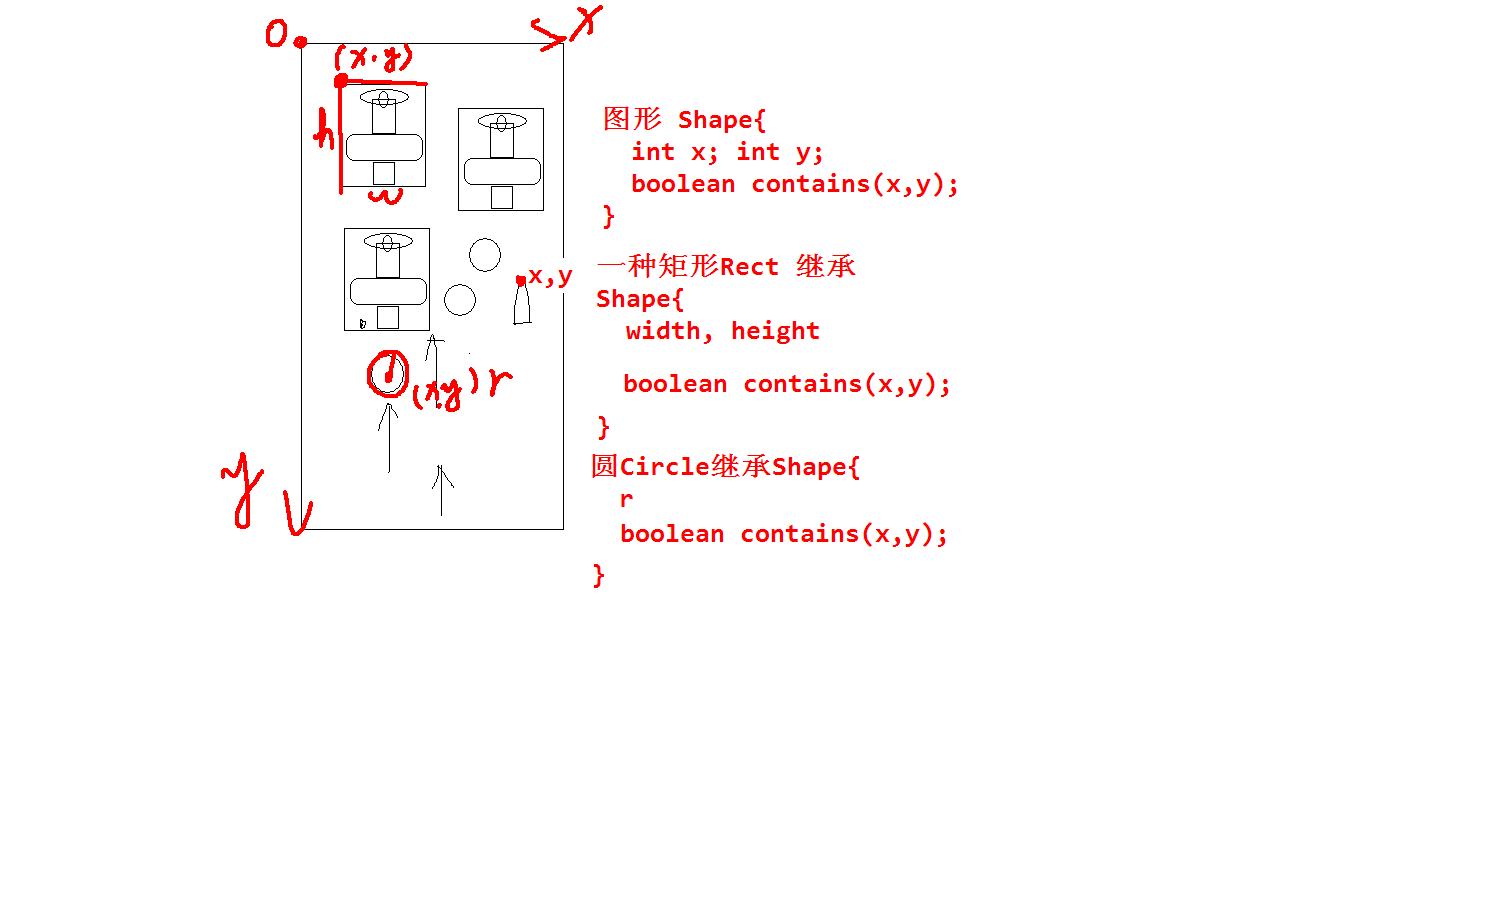 O
X
(x.y)
h
w
x,y
(x.y) r
y
图形 Shape{
int x; int y;
boolean contains(x,y);
}
一种矩形Rect 继承
Shape{
width, height
boolean contains(x,y);
}
圆Circle继承Shape{
r
boolean contains(x,y);
}